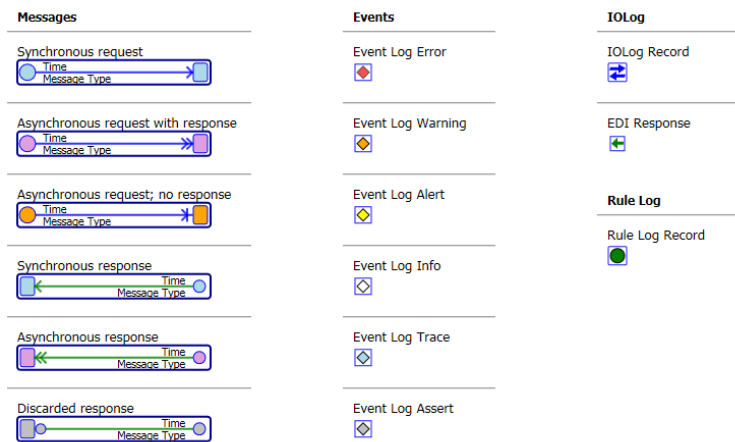 Messages
Synchronous request
Time
Message Type
Asynchronous request with response
Time
Message Type
Asynchronous request; no response
Time
Message Type
Synchronous response
Time
Message Type
Asynchronous response
Time
Message Type
Discarded response
Time
Message Type
Events
Event Log Error
Event Log Warning
Event Log Alert
Event Log Info
Event Log Trace
Event Log Assert
IOLog
IOLog Record
EDI Response
Rule Log
Rule Log Record